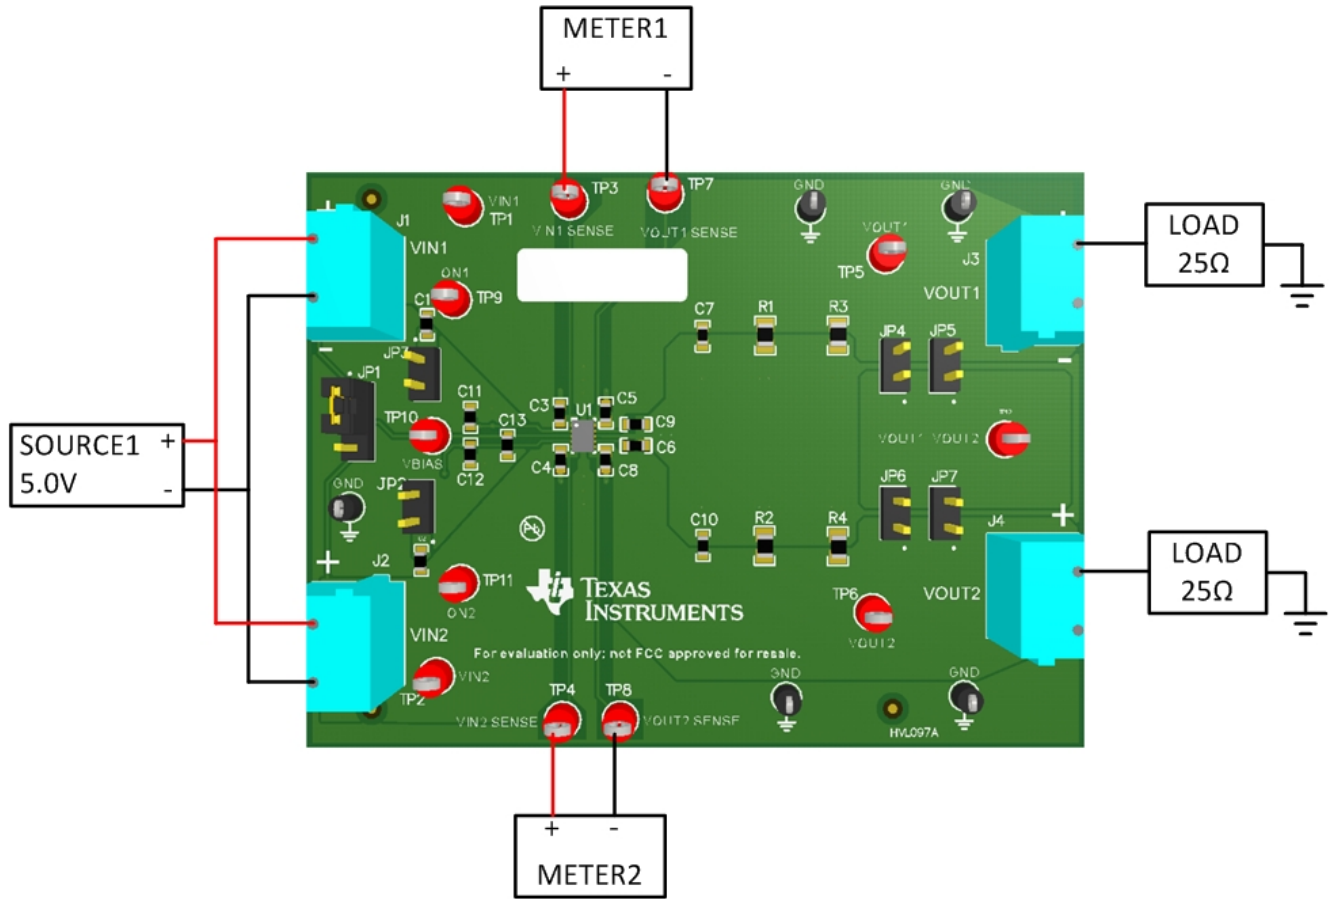 METER1
+ -
TP3
TP7
VIN1 SENSE
VOUT1 SENSE
VIN1
TP1
GND
GND
J1
VIN1
+
-
ON1
TP9
C1
VOUT1
TP5
J3
VOUT1
-
LOAD
25Ω
JP3
JP1
C7
R1
R3
JP4
JP5
SOURCE1 +
5.0V -
TP10
VBIAS
C11
C12
C13
C3
U1
C5
C9
C6
C4
C8
VOUT1
VOUT2
GND
JP2
JP6
JP7
C10
R2
R4
J4
+
VOUT2
LOAD
25Ω
Pb
+
J2
VIN2
TP11
ON2
TEXAS
INSTRUMENTS
TP6
VOUT2
For evaluation only; not FCC approved for resale.
TP2
VIN2
TP4
TP8
VIN2 SENSE
VOUT2 SENSE
GND
GND
HVL097A
+ -
METER2